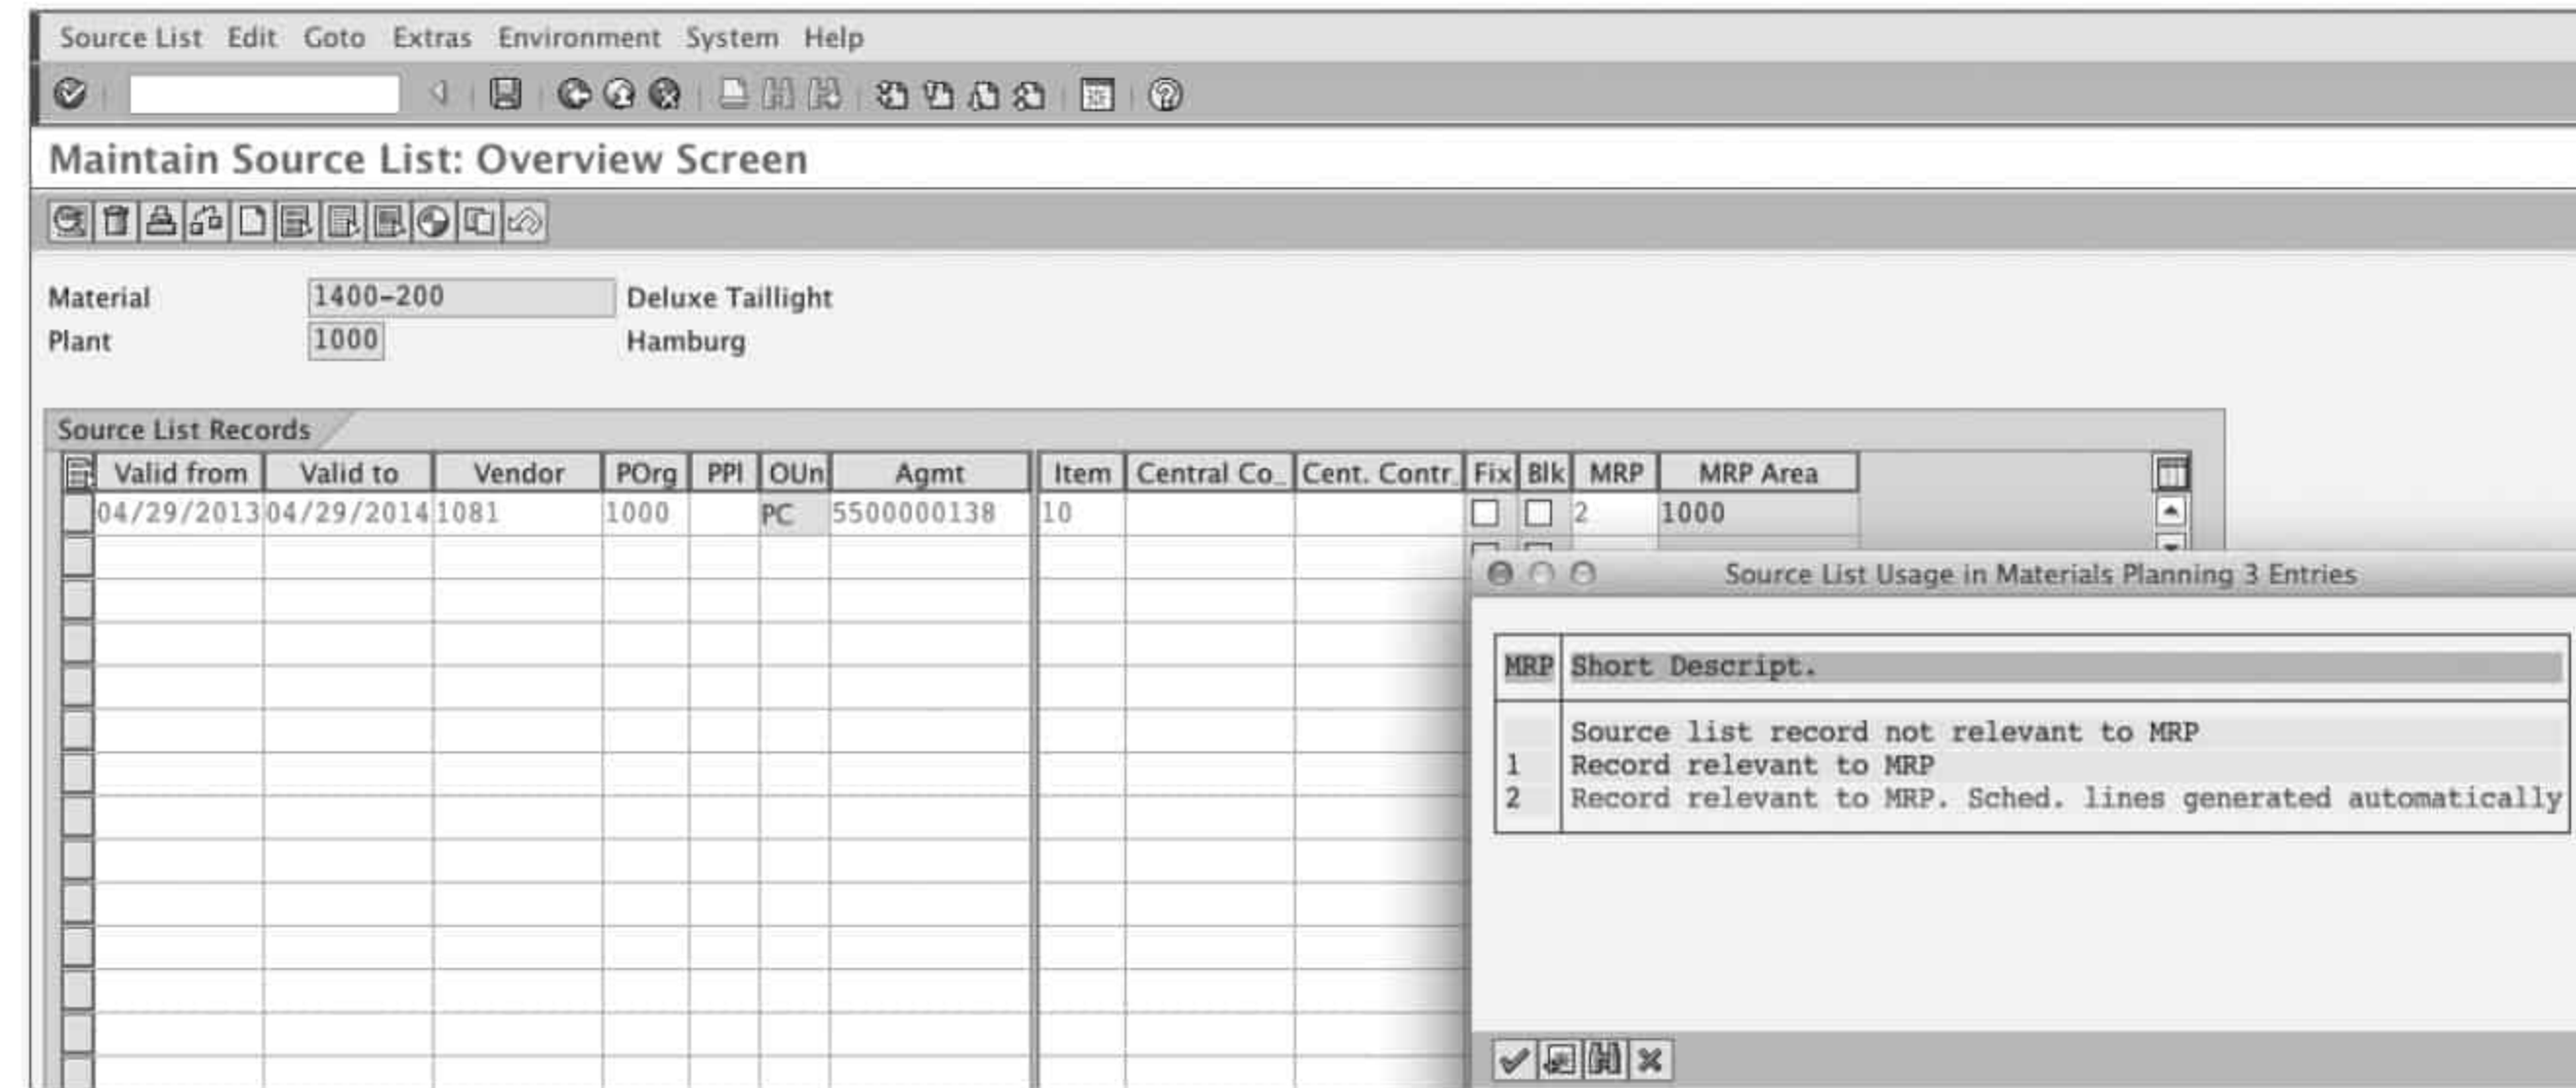 Source List Edit Goto Extras Environment System Help
Maintain Source List: Overview Screen
Material 1400-200 Deluxe Taillight
Plant 1000 Hamburg
Source List Records
Valid from Valid to Vendor POrg PPl OUn Agmt Item Central Co_ Cent. Contr_ Fix Blk MRP MRP Area
04/29/2013 04/29/2014 1081 1000 PC 5500000138 10 2 1000
Source List Usage in Materials Planning 3 Entries
MRP Short Descript.
Source list record not relevant to MRP
1 Record relevant to MRP
2 Record relevant to MRP. Sched. lines generated automatically